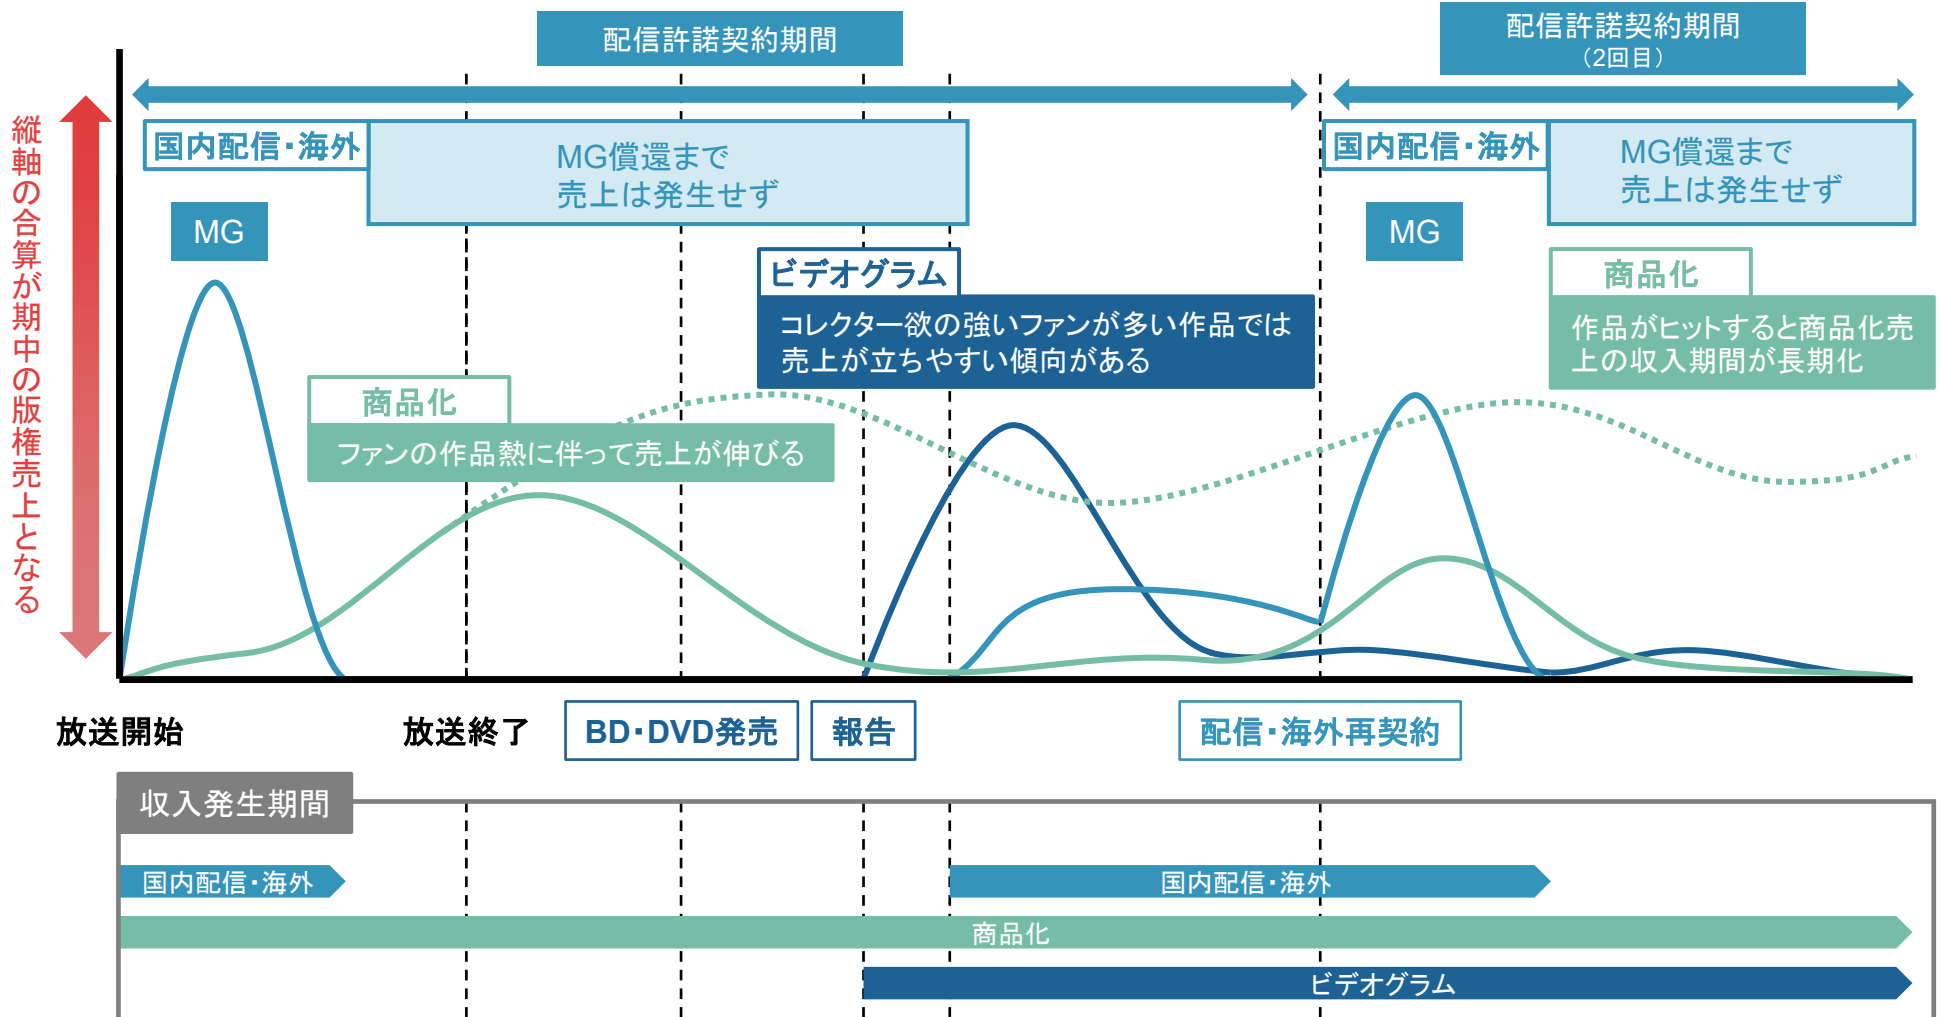 配信許諾契約期間
配信許諾契約期間
（2回目）
縦軸の合算が期中の版権売上となる
国内配信・海外
MG償還まで
売上は発生せず
国内配信・海外
MG償還まで
売上は発生せず
MG
MG
ビデオグラム
コレクター欲の強いファンが多い作品では
売上が立ちやすい傾向がある
商品化
作品がヒットすると商品化売
上の収入期間が長期化
商品化
ファンの作品熱に伴って売上が伸びる
放送開始
放送終了
BD・DVD発売
報告
配信・海外再契約
収入発生期間
国内配信・海外
国内配信・海外
商品化
ビデオグラム